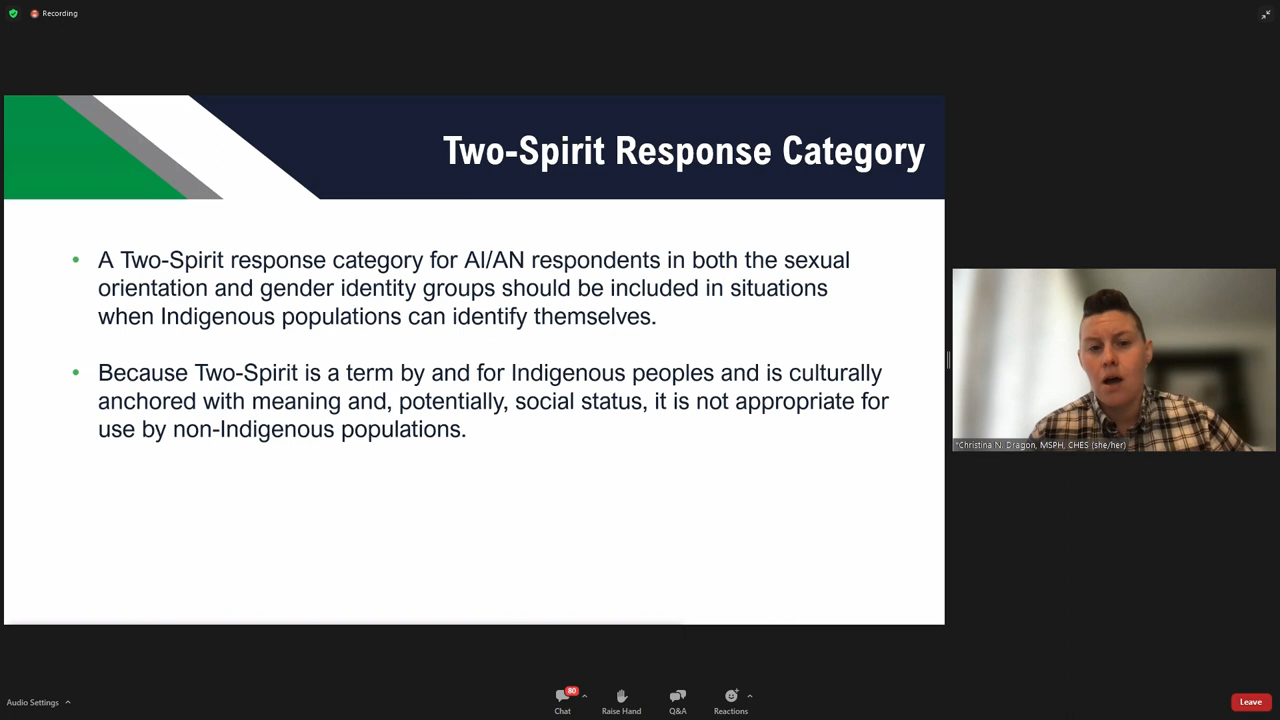 Recording
Two-Spirit Response Category
• A Two-Spirit response category for AI/AN respondents in both the sexual
orientation and gender identity groups should be included in situations
when Indigenous populations can identify themselves.
• Because Two-Spirit is a term by and for Indigenous peoples and is culturally
anchored with meaning and, potentially, social status, it is not appropriate for
use by non-Indigenous populations.
*Christina N. Dragon, MSPH, CHES (she/her)
Audio Settings
80
Chat
Raise Hand
Q&A
Reactions
Leave